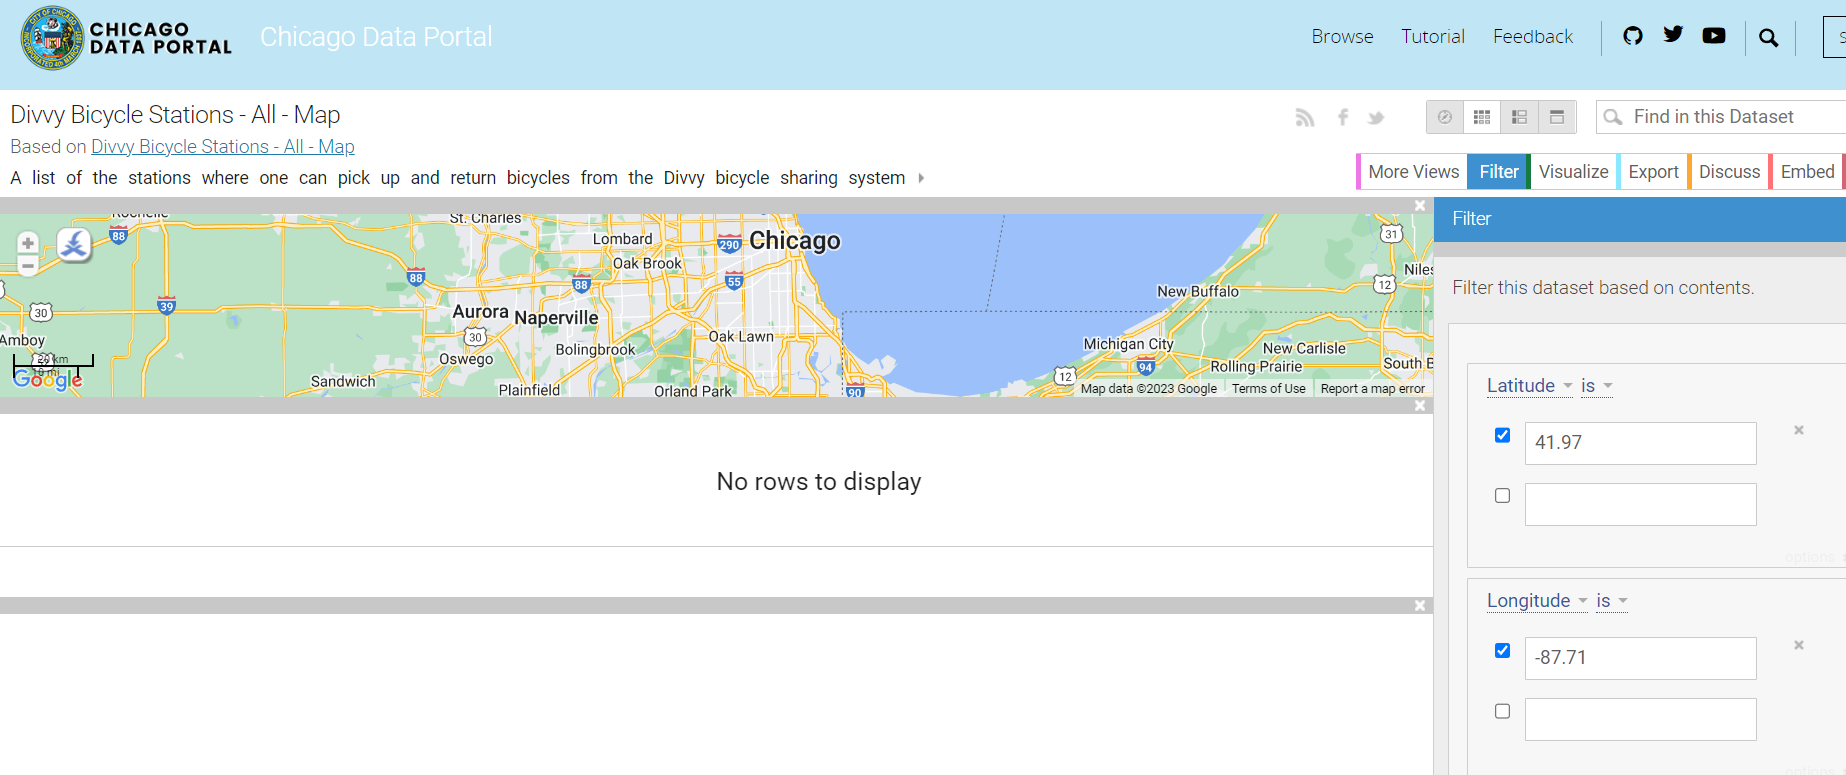 CHICAGO
DATA PORTAL
Chicago Data Portal
Browse
Tutorial
Feedback
Divvy Bicycle Stations - All - Map
Based on Divvy Bicycle Stations - All - Map
A list of the stations where one can pick up and return bicycles from the Divvy bicycle sharing system
Find in this Dataset
More Views
Filter
Visualize
Export
Discuss
Embed
Rochelle
St. Charles
88
Lombard
290
Chicago
31
Oak Brook
Niles
88
88
55
12
39
30
New Buffalo
Aurora
Naperville
Amboy
30
Oak Lawn
Michigan City
Bolingbrook
New Carlisle
Oswego
South B
20 km
10 mi
Google
Sandwich
Plainfield
Orland Park
90
12
94
Rolling Prairie
Map data ©2023 Google
Terms of Use
Report a map error
No rows to display
Filter
Filter this dataset based on contents.
Latitude is
41.97
options
Longitude is
-87.71
options